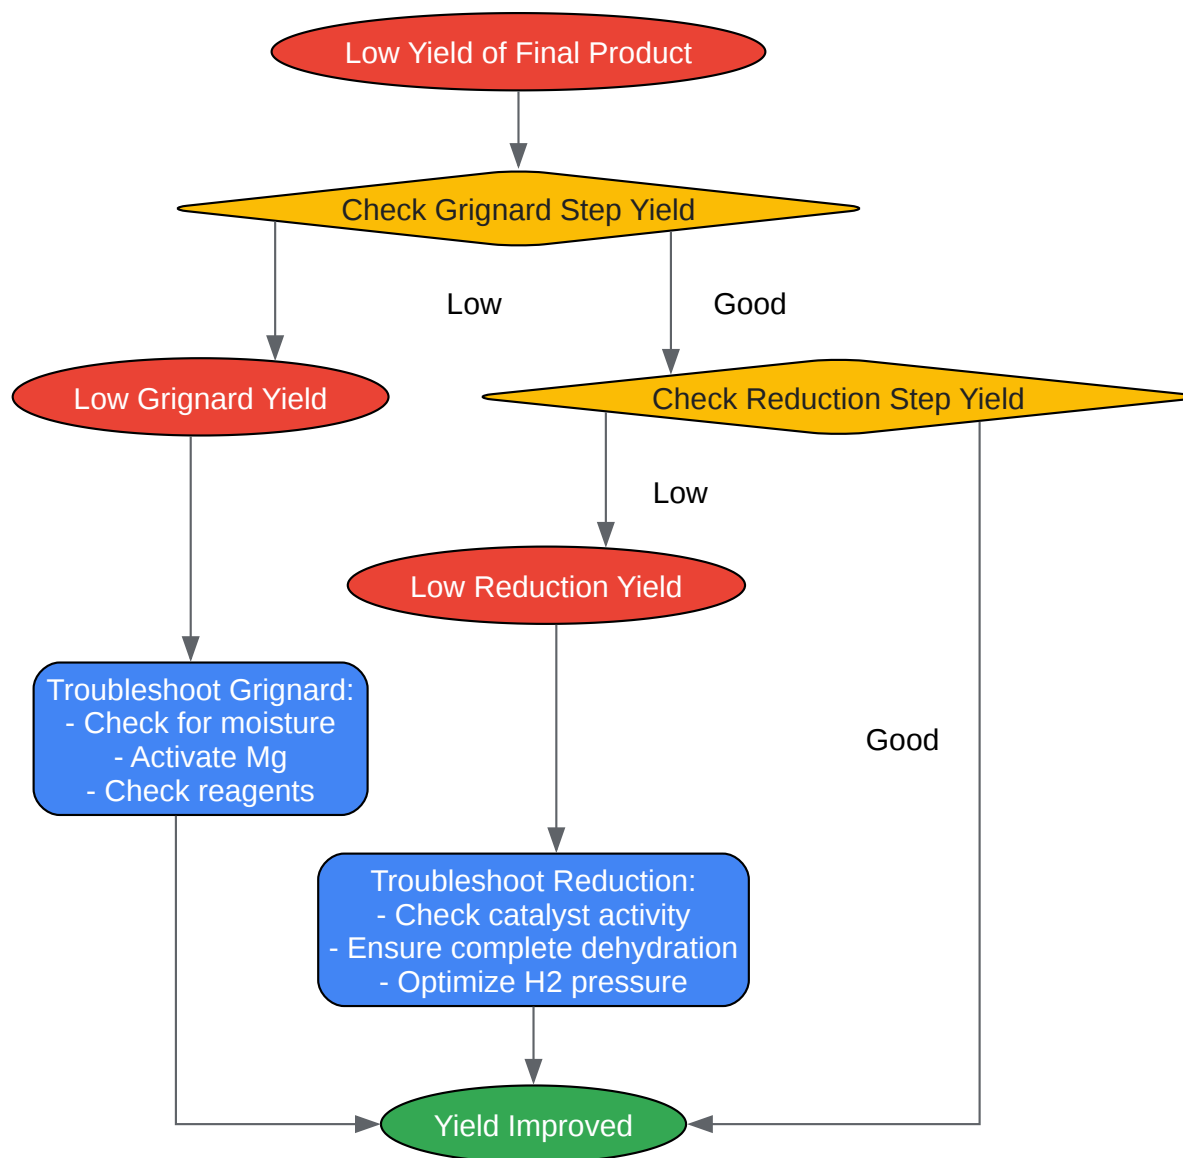 Low Yield of Final Product
Check Grignard Step Yield
Low
Good
Low Grignard Yield
Check Reduction Step Yield
Low
Low Reduction Yield
Troubleshoot Grignard:
- Check for moisture
- Activate Mg
- Check reagents
Good
Troubleshoot Reduction:
- Check catalyst activity
- Ensure complete dehydration
- Optimize H2 pressure
Yield Improved